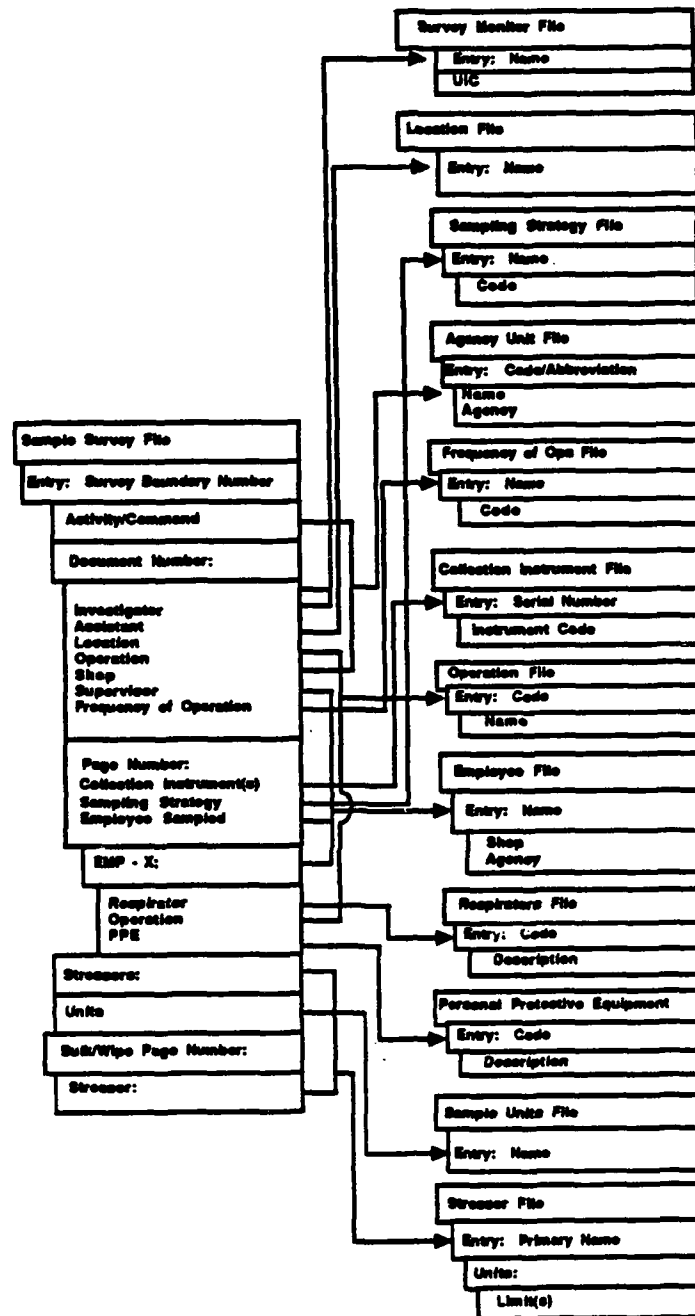 Sample Survey File
Entry: Survey Boundary Number
Activity/Command
Document Number:
Investigator
Assistant
Location
Operation
Shop
Supervisor
Frequency of Operation
Page Number:
Collection Instrument(s)
Sampling Strategy
Employee Sampled
EMP - X:
Respirator
Operation
PPE
Stressors:
Units
Bulk/Wipe Page Number:
Stressor:
Survey Monitor File
Entry: Name
UIC
Location File
Entry: Name
Sampling Strategy File
Entry: Name
Code
Agency Unit File
Entry: Code/Abbreviation
Name
Agency
Frequency of Ops File
Entry: Name
Code
Collection Instrument File
Entry: Serial Number
Instrument Code
Operation File
Entry: Code
Name
Employee File
Entry: Name
Shop
Agency
Respirators File
Entry: Code
Description
Personal Protective Equipment
Entry: Code
Description
Sample Units File
Entry: Name
Stressor File
Entry: Primary Name
Units:
Limit(s)